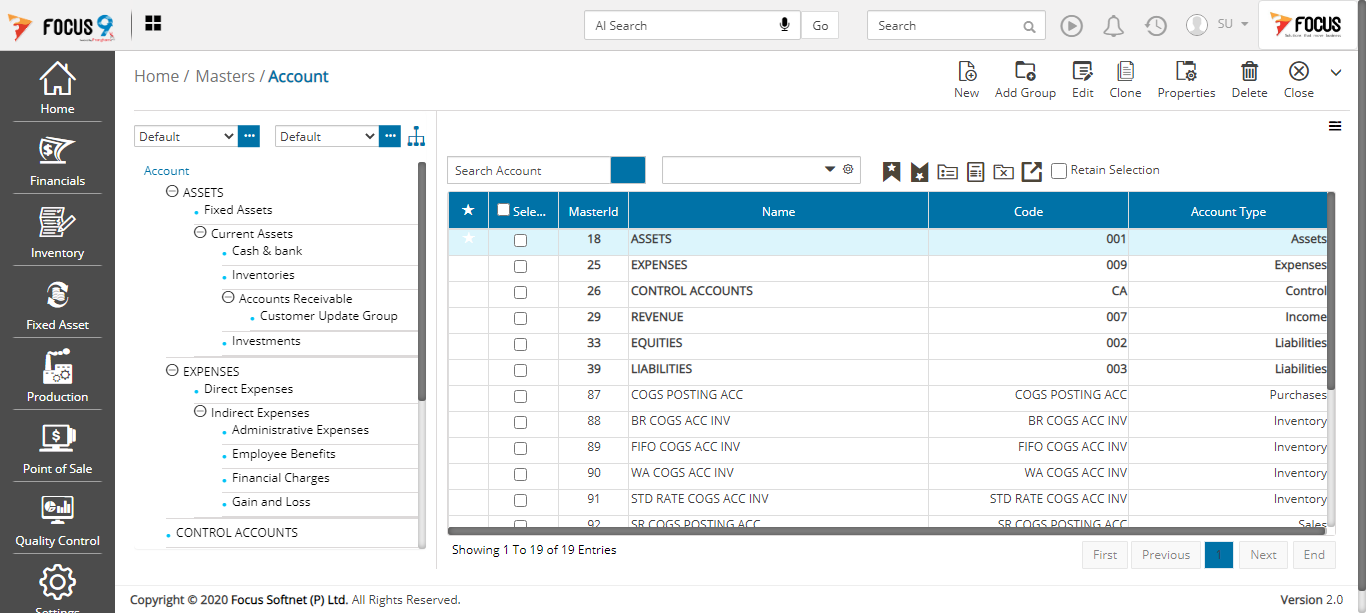 FOCUS 9
AI Search
Go
Search
SU
FOCUS
Home
Financials
Inventory
Fixed Asset
Production
Point of Sale
Quality Control
Settings
Home / Masters / Account
New
Add Group
Edit
Clone
Properties
Delete
Close
Default
Default
Account
ASSETS
Fixed Assets
Current Assets
Cash & bank
Inventories
Accounts Receivable
Customer Update Group
Investments
EXPENSES
Direct Expenses
Indirect Expenses
Administrative Expenses
Employee Benefits
Financial Charges
Gain and Loss
CONTROL ACCOUNTS
Search Account
Retain Selection
Sele... MasterId Name Code Account Type
18 ASSETS 001 Assets
25 EXPENSES 009 Expenses
26 CONTROL ACCOUNTS CA Control
29 REVENUE 007 Income
33 EQUITIES 002 Liabilities
39 LIABILITIES 003 Liabilities
87 COGS POSTING ACC COGS POSTING ACC Purchases
88 BR COGS ACC INV BR COGS ACC INV Inventory
89 FIFO COGS ACC INV FIFO COGS ACC INV Inventory
90 WA COGS ACC INV WA COGS ACC INV Inventory
91 STD RATE COGS ACC INV STD RATE COGS ACC INV Inventory
92 SR COGS POSTING ACC SR COGS POSTING ACC Sales
Showing 1 To 19 of 19 Entries
First Previous 1 Next End
Copyright © 2020 Focus Softnet (P) Ltd. All Rights Reserved.
Version 2.0